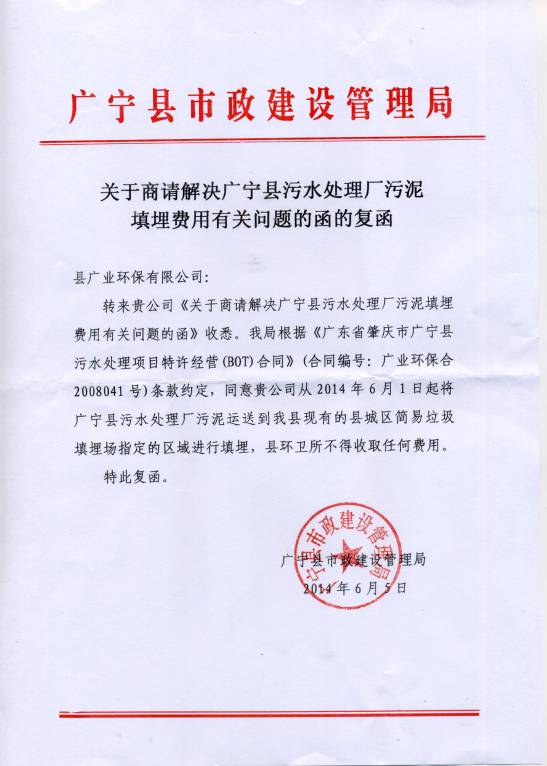 广宁县市政建设管理局
关于商请解决广宁县污水处理厂污泥
填埋费用有关问题的函的复函
县广业环保有限公司：
转来贵公司《关于商请解决广宁县污水处理厂污泥填埋
费用有关问题的函》收悉。我局根据《广东省肇庆市广宁县
污水处理项目特许经营(BOT)合同》(合同编号：广业环保合
2008041号)条款约定，同意贵公司从2014年6月1日起将
广宁县污水处理厂污泥运送到我县现有的县城区简易垃圾
填埋场指定的区域进行填埋，县环卫所不得收取任何费用。
特此复函。
广宁县市政建设管理局
广宁县市政建设管理局
2014年6月5日